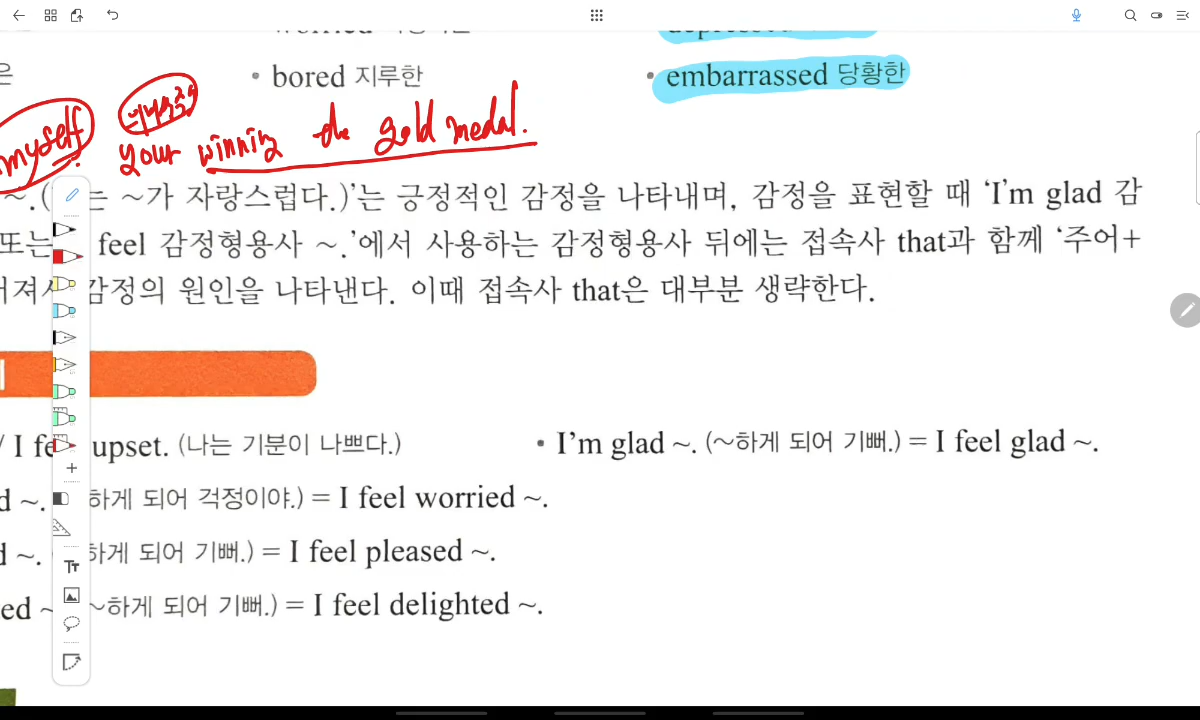 bored 지루한
embarrassed 당황한
myself.
your winning the gold medal.
~.( 는 ~가 자랑스럽다.)'는 긍정적인 감정을 나타내며, 감정을 표현할 때 'I'm glad 감
또는 feel 감정형용사 ~.'에서 사용하는 감정형용사 뒤에는 접속사 that과 함께 '주어+
감정의 원인을 나타낸다. 이때 접속사 that은 대부분 생략한다.
/ I fe upset. (나는 기분이 나쁘다.)
• I'm glad ~. (~하게 되어 기뻐.) = I feel glad ~.
d ~. 하게 되어 걱정이야.) = I feel worried ~.
d ~. 하게 되어 기뻐.) = I feel pleased ~.
ed ~ ~하게 되어 기뻐.) = I feel delighted ~.
Tт